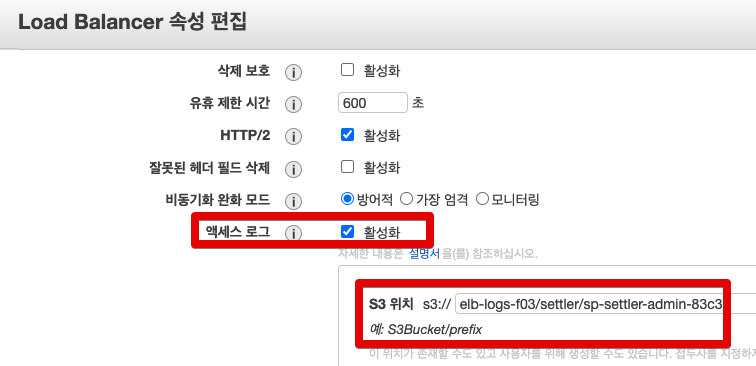 Load Balancer 속성 편집
삭제 보호 i 활성화
유휴 제한 시간 i 600 초
HTTP/2 i 활성화
잘못된 헤더 필드 삭제 i 활성화
비동기화 완화 모드 i 방어적 가장 엄격 모니터링
액세스 로그 i 활성화
자세한 내용은 설명서을(를) 참조하십시오.
S3 위치 s3:// elb-logs-f03/settler/sp-settler-admin-83c3
예: S3Bucket/prefix
이 위치가 존재할 수도 있고 사용자를 위해 생성할 수도 있습니다. 접두사를 지정하지